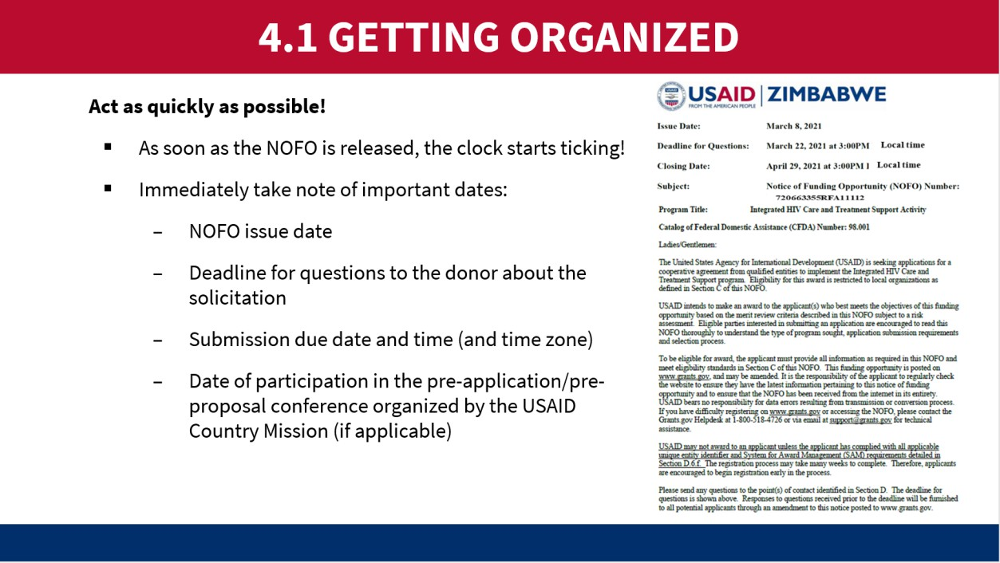 4.1 GETTING ORGANIZED
Act as quickly as possible!
▪ As soon as the NOFO is released, the clock starts ticking!
▪ Immediately take note of important dates:
– NOFO issue date
– Deadline for questions to the donor about the
solicitation
– Submission due date and time (and time zone)
– Date of participation in the pre-application/pre-
proposal conference organized by the USAID
Country Mission (if applicable)
USAID | ZIMBABWE
FROM THE AMERICAN PEOPLE
Issue Date: March 8, 2021
Deadline for Questions: March 22, 2021 at 3:00PM Local time
Closing Date: April 29, 2021 at 3:00PM Local time
Subject: Notice of Funding Opportunity (NOFO) Number:
720663355RFA11112
Program Title: Integrated HIV Care and Treatment Support Activity
Catalog of Federal Domestic Assistance (CFDA) Number: 98.001
Ladies/Gentlemen:
The United States Agency for International Development (USAID) is seeking applications for a
cooperative agreement from qualified entities to implement the Integrated HIV Care and
Treatment Support program. Eligibility for this award is restricted to local organizations as
defined in Section C of this NOFO.
USAID intends to make an award to the applicant(s) who best meets the objectives of this funding
opportunity based on the merit review criteria described in this NOFO subject to a risk
assessment. Eligible parties interested in submitting an application are encouraged to read this
NOFO thoroughly to understand the type of program sought, application submission requirements
and selection process.
To be eligible for award, the applicant must provide all information as required in this NOFO and
meet eligibility standards in Section C of this NOFO. This funding opportunity is posted on
www.grants.gov, and may be amended. It is the responsibility of the applicant to regularly check
the website to ensure they have the latest information pertaining to this notice of funding
opportunity and to ensure that the NOFO has been received from the internet in its entirety.
USAID bears no responsibility for data errors resulting from transmission or conversion process.
If you have difficulty registering on www.grants.gov or accessing the NOFO, please contact the
Grants.gov Helpdesk at 1-800-518-4726 or via email at support@grants.gov for technical
assistance.
USAID may not award to an applicant unless the applicant has complied with all applicable
unique entity identifier and System for Award Management (SAM) requirements detailed in
Section D.6.f. The registration process may take many weeks to complete. Therefore, applicants
are encouraged to begin registration early in the process.
Please send any questions to the point(s) of contact identified in Section D. The deadline for
questions is shown above. Responses to questions received prior to the deadline will be furnished
to all potential applicants through an amendment to this notice posted to www.grants.gov.